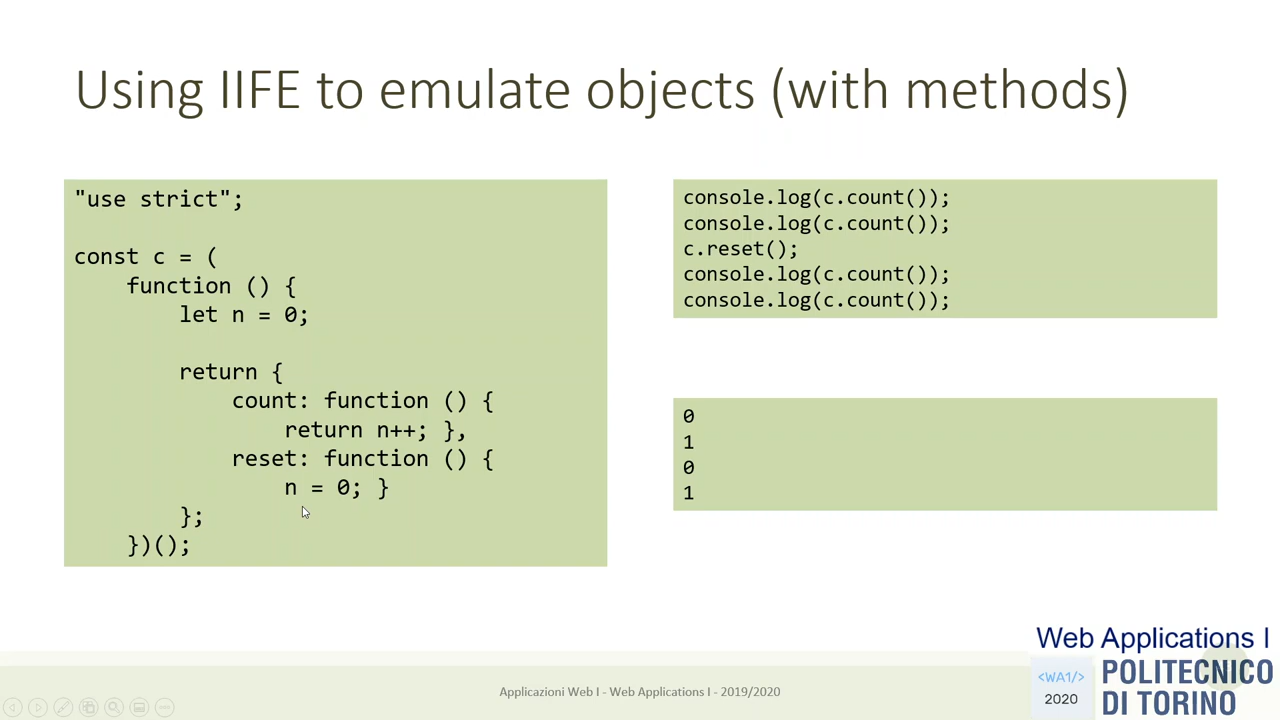 Using IIFE to emulate objects (with methods)
"use strict";
const c = (
function () {
let n = 0;
return {
count: function () {
return n++; },
reset: function () {
n = 0; }
};
})();
console.log(c.count());
console.log(c.count());
c.reset();
console.log(c.count());
console.log(c.count());
0
1
0
1
Applicazioni Web I - Web Applications I - 2019/2020
Web Applications I
<WA1/>
2020
POLITECNICO
DI TORINO